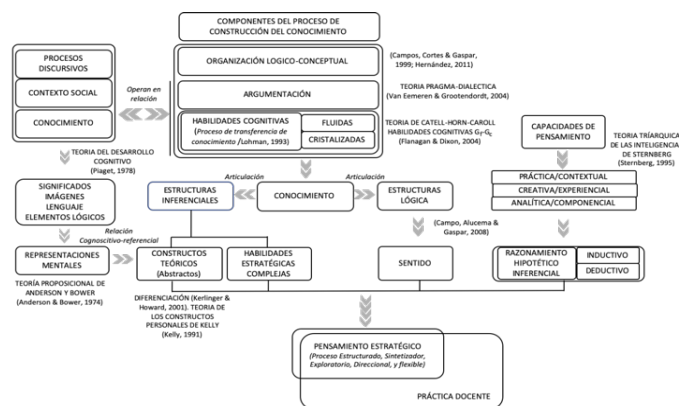 COMPONENTES DEL PROCESO DE
CONSTRUCCIÓN DEL CONOCIMIENTO
PROCESOS
DISCURSIVOS
CONTEXTO SOCIAL
CONOCIMIENTO
Operan en
relación
ORGANIZACIÓN LOGICO-CONCEPTUAL
ARGUMENTACIÓN
HABILIDADES COGNITIVAS
(Proceso de transferencia de
conocimiento /Lohman, 1993)
FLUIDAS
CRISTALIZADAS
(Campos, Cortes & Gaspar,
1999; Hernández, 2011)
TEORIA PRAGMA-DIALECTICA
(Van Eemeren & Grootendordt, 2004)
TEORIA DE CATELL-HORN-CAROLL
HABILIDADES COGNITIVAS Gf-Gc
(Flanagan & Dixon, 2004)
CAPACIDADES DE
PENSAMIENTO
TEORIA TRÍARQUICA
DE LAS INTELIGENCIA
DE STERNBERG
(Sternberg, 1995)
PRÁCTICA/CONTEXTUAL
CREATIVA/EXPERIENCIAL
ANALÍTICA/COMPONENCIAL
TEORIA DEL DESARROLLO
COGNITIVO
(Piaget, 1978)
SIGNIFICADOS
IMÁGENES
LENGUAJE
ELEMENTOS LÓGICOS
Relación
Cognoscitivo-referencial
REPRESENTACIONES
MENTALES
TEORÍA PROPOSICIONAL DE
ANDERSON Y BOWER
(Anderson & Bower, 1974)
ESTRUCTURAS
INFERENCIALES
Articulación
CONOCIMIENTO
Articulación
ESTRUCTURAS
LÓGICA
(Campo, Alucema &
Gaspar, 2008)
CONSTRUCTOS
TEÓRICOS
(Abstractos)
HABILIDADES
ESTRATÉGICAS
COMPLEJAS
SENTIDO
RAZONAMIENTO
HIPOTÉTICO
INFERENCIAL
INDUCTIVO
DEDUCTIVO
DIFERENCIACIÓN (Kerlinger &
Howard, 2001). TEORIA DE
LOS CONSTRUCTOS
PERSONALES DE KELLY
(Kelly, 1991)
PENSAMIENTO ESTRATÉGICO
(Proceso Estructurado, Sintetizador,
Exploratorio, Direccional, y flexible)
PRÁCTICA DOCENTE